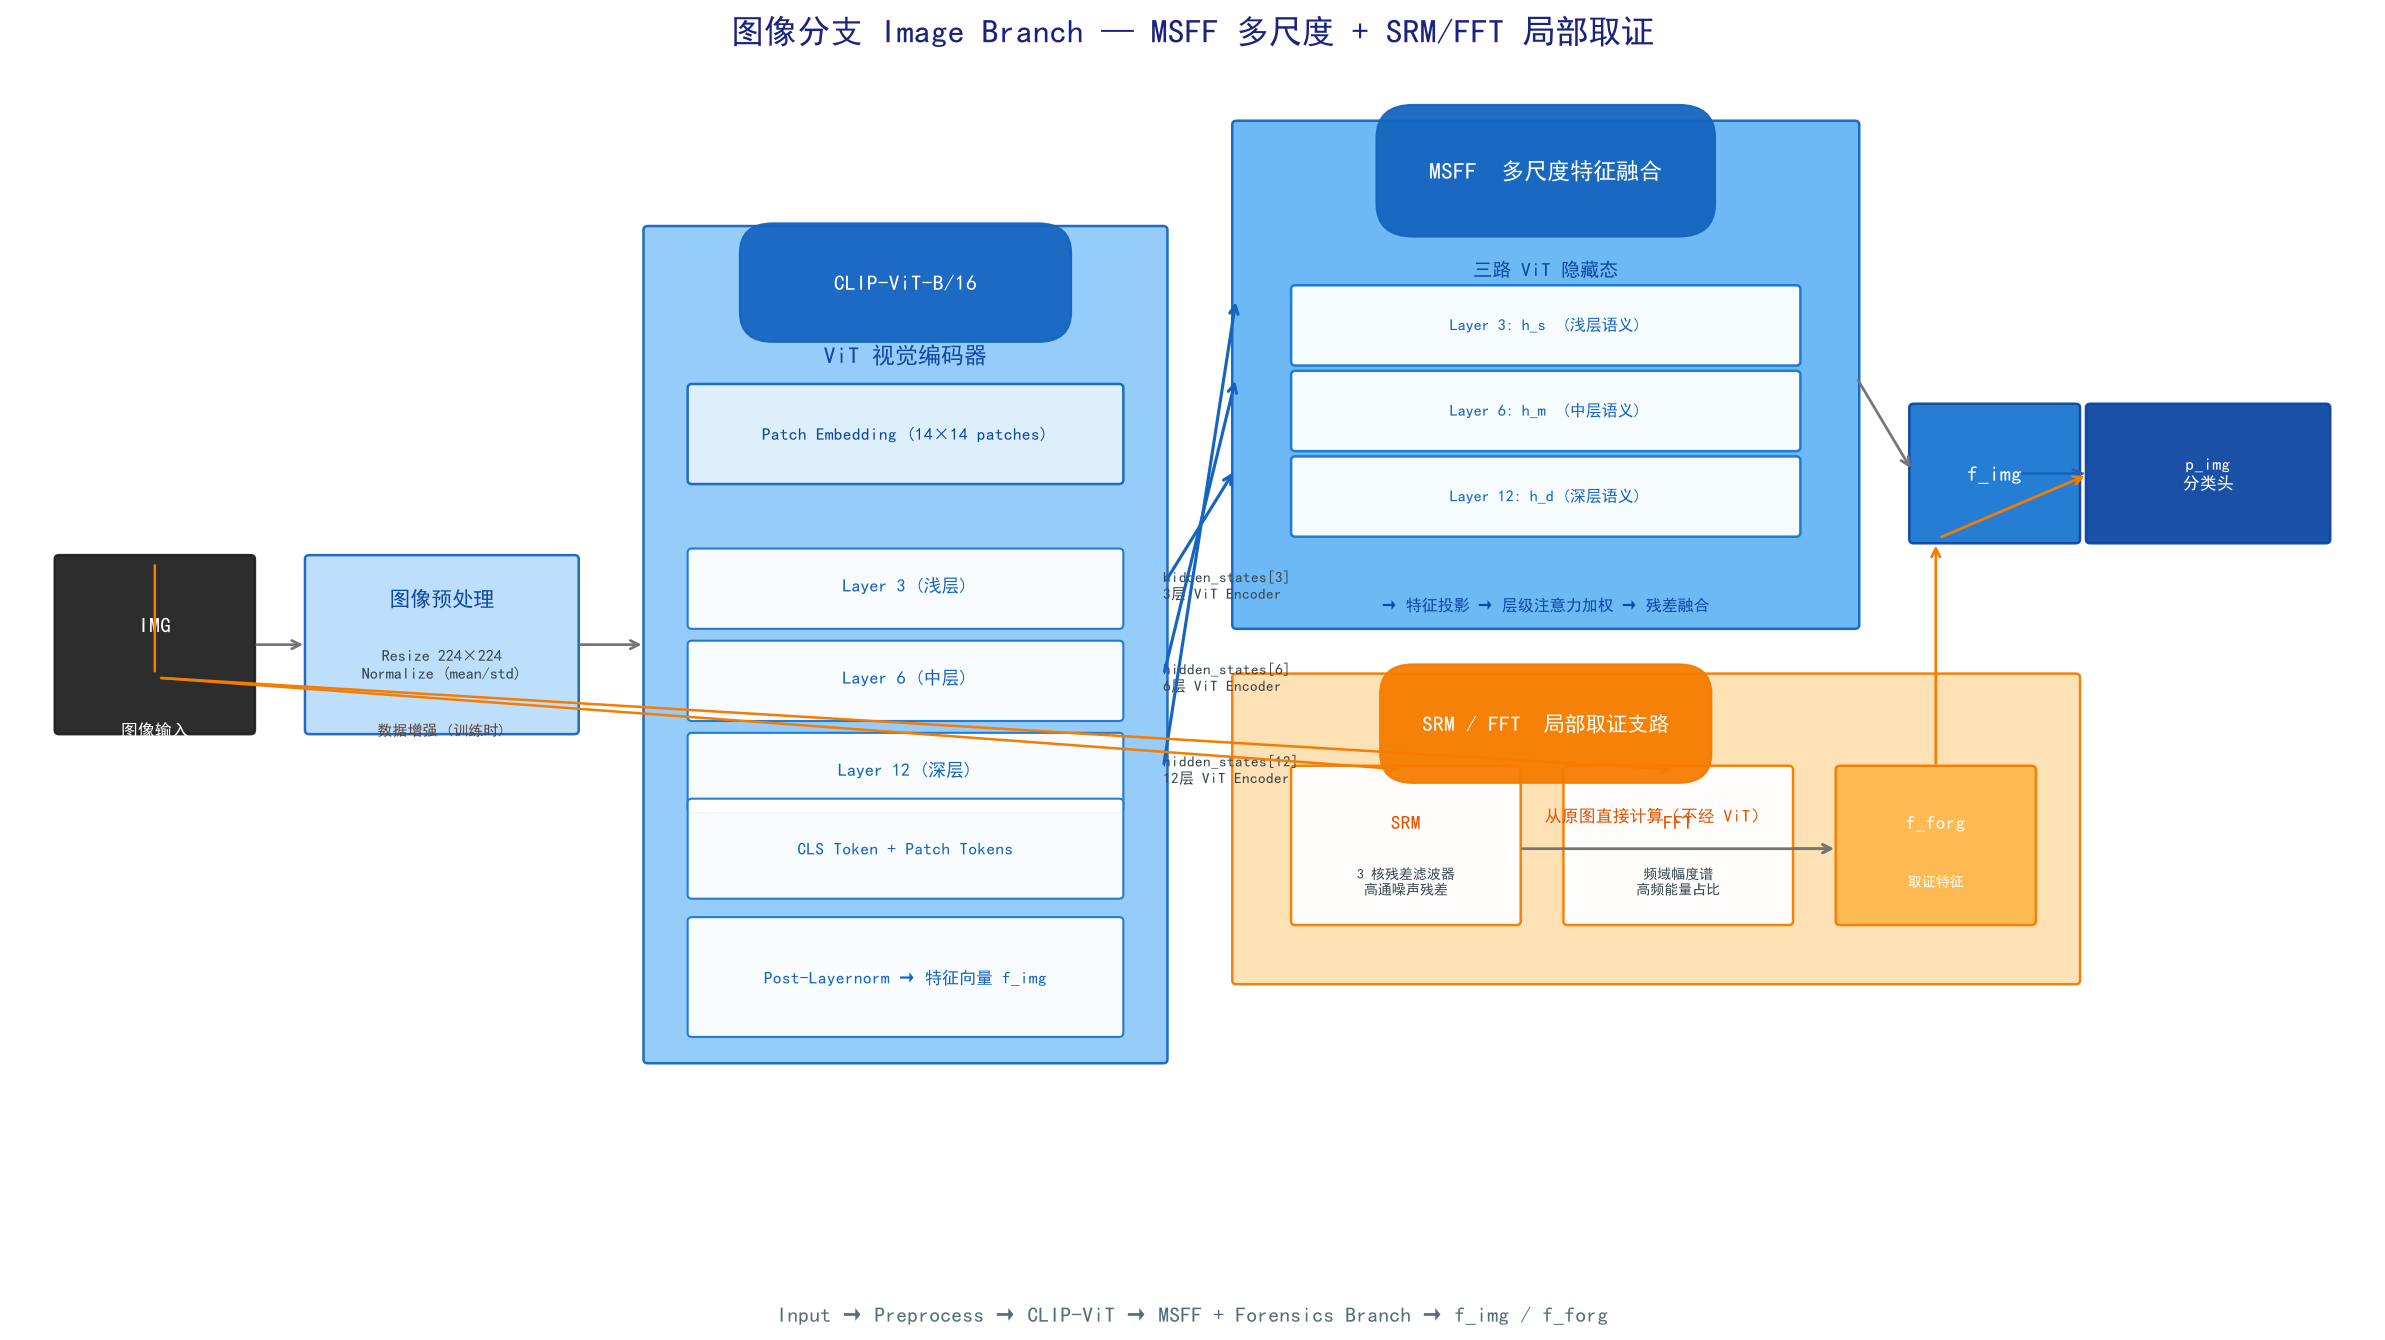 图像分支 Image Branch — MSFF 多尺度 + SRM/FFT 局部取证
IMG
图像输入
图像预处理
Resize 224×224
Normalize (mean/std)
数据增强 (训练时)
CLIP-ViT-B/16
ViT 视觉编码器
Patch Embedding (14×14 patches)
Layer 3 (浅层)
Layer 6 (中层)
Layer 12 (深层)
CLS Token + Patch Tokens
Post-Layernorm → 特征向量 f_img
hidden_states[3]
3层 ViT Encoder
hidden_states[6]
6层 ViT Encoder
hidden_states[12]
12层 ViT Encoder
MSFF 多尺度特征融合
三路 ViT 隐藏态
Layer 3: h_s (浅层语义)
Layer 6: h_m (中层语义)
Layer 12: h_d (深层语义)
→ 特征投影 → 层级注意力加权 → 残差融合
SRM / FFT 局部取证支路
从原图直接计算 (不经 ViT)
SRM
3 核残差滤波器
高通噪声残差
FFT
频域幅度谱
高频能量占比
f_forg
取证特征
f_img
p_img
分类头
Input → Preprocess → CLIP-ViT → MSFF + Forensics Branch → f_img / f_forg